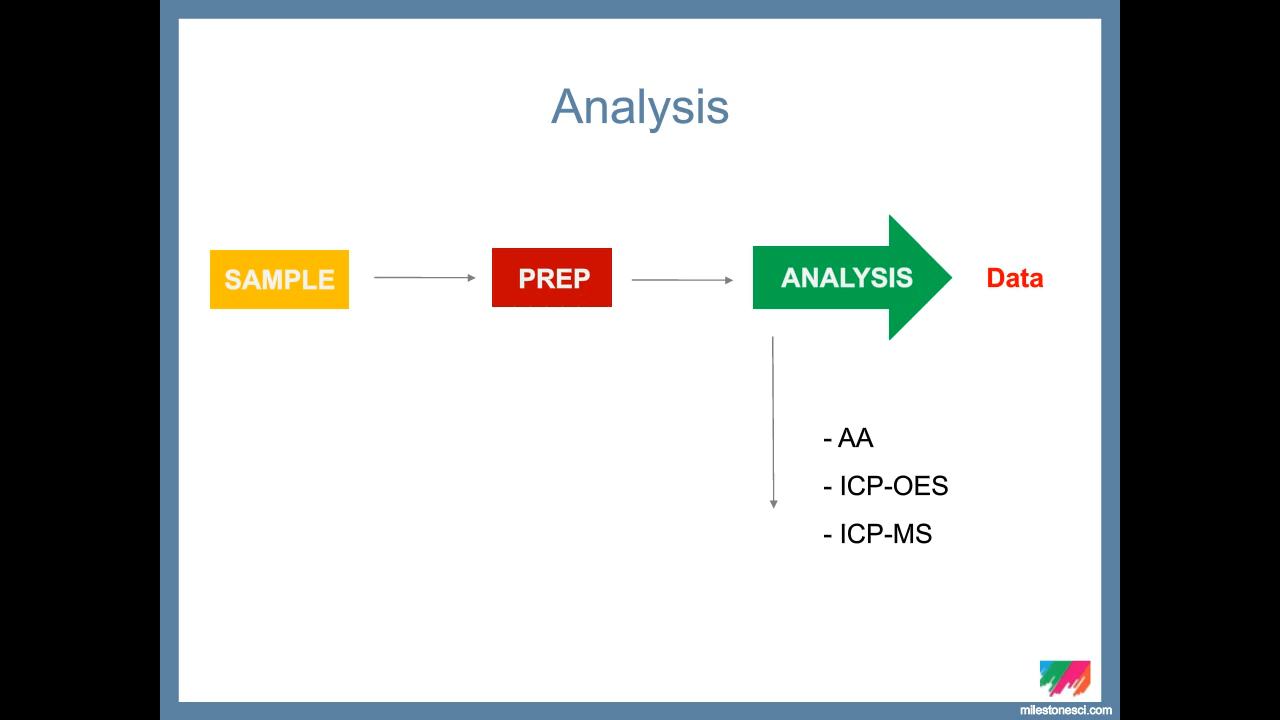 Analysis
SAMPLE
PREP
ANALYSIS
Data
- AA
- ICP-OES
- ICP-MS
milestonesci.com